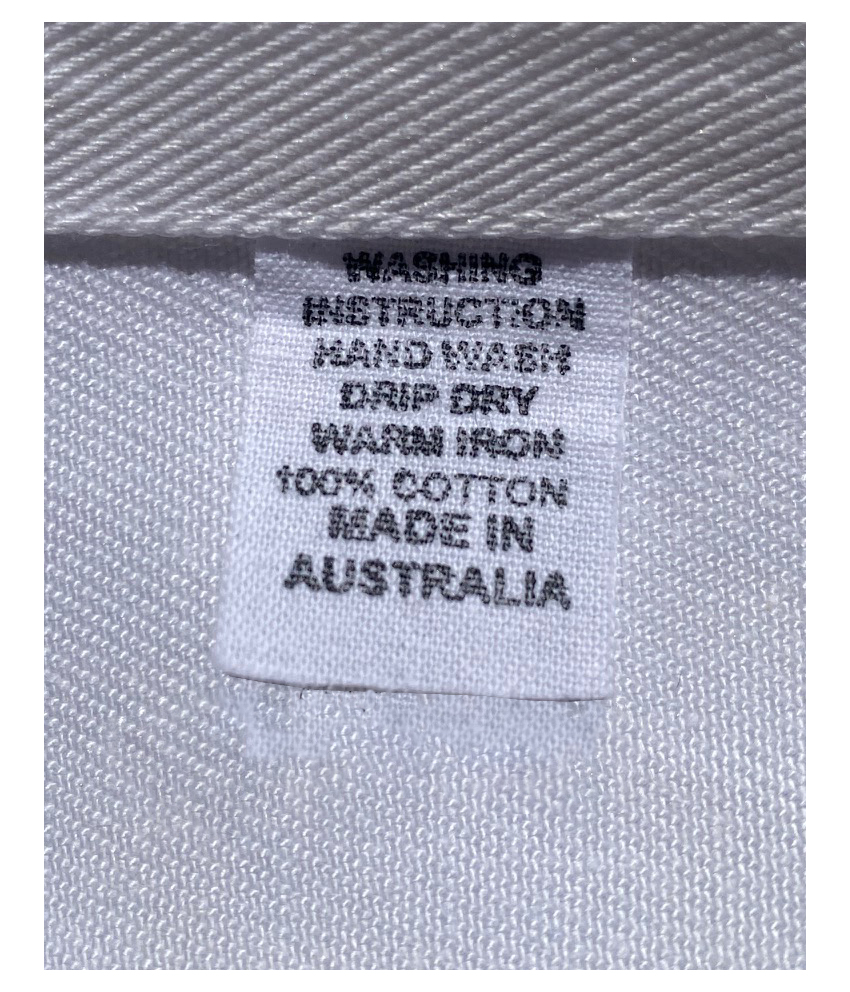 WASHING
INSTRUCTION
HAND WASH
DRIP DRY
WARM IRON
100% COTTON
MADE IN
AUSTRALIA